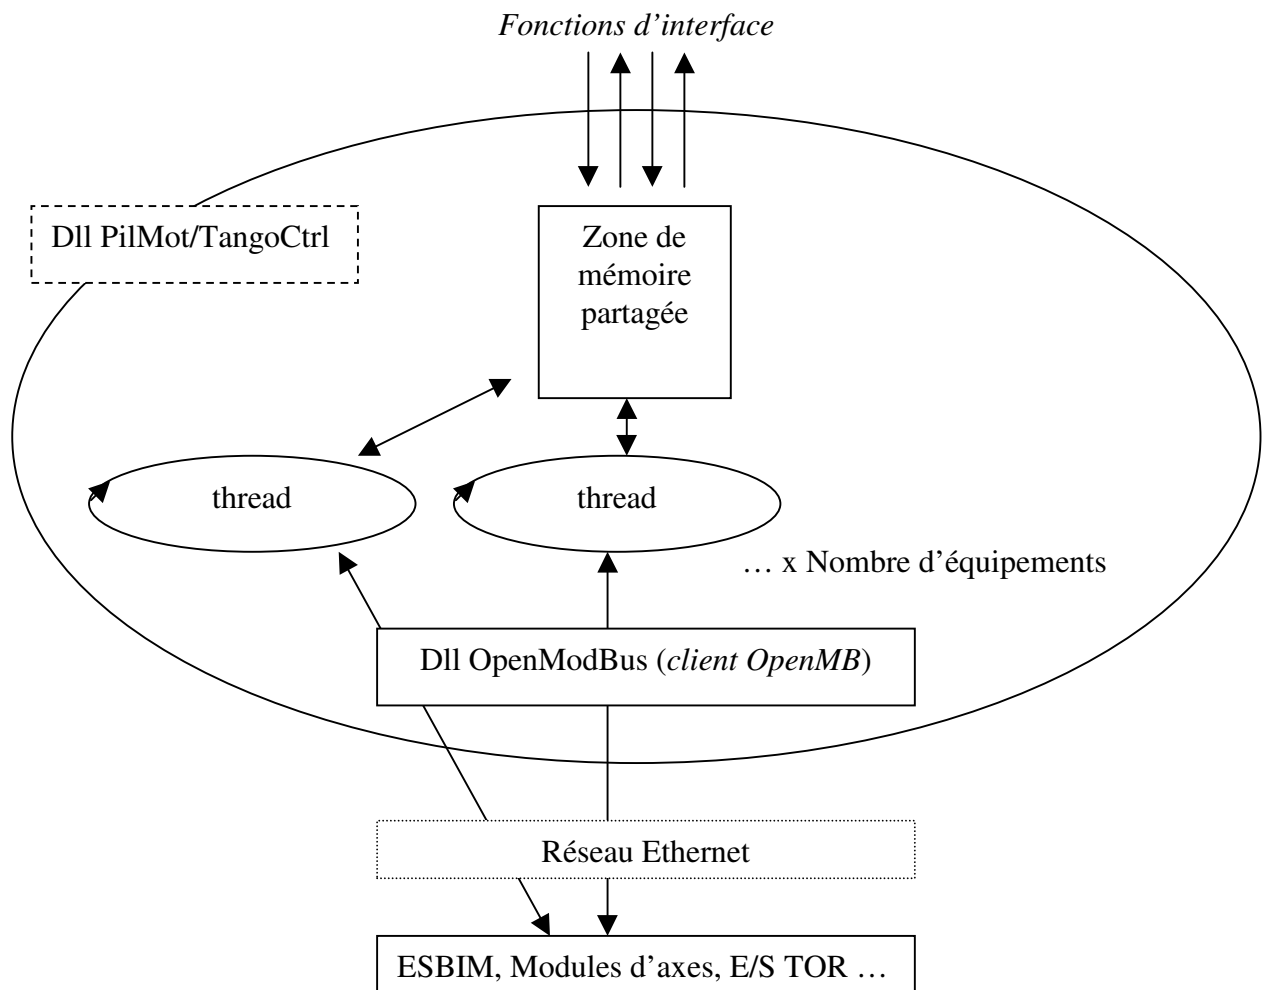 Fonctions d’interface
Dll PilMot/TangoCtrl
Zone de
mémoire
partagée
thread
thread
… x Nombre d’équipements
Dll OpenModBus (client OpenMB)
Réseau Ethernet
ESBIM, Modules d’axes, E/S TOR …